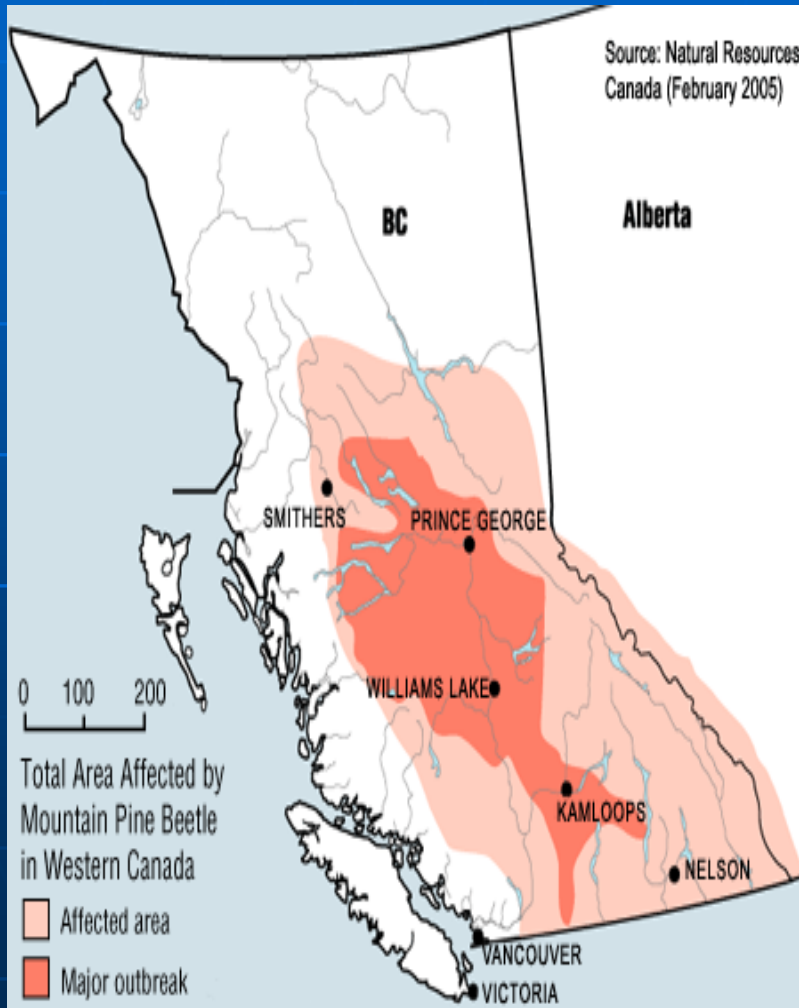 Source: Natural Resources
Canada (February 2005)
BC
Alberta
SMITHERS
PRINCE GEORGE
WILLIAMS LAKE
0 100 200
KAMLOOPS
Total Area Affected by
Mountain Pine Beetle
in Western Canada
NELSON
Affected area
VANCOUVER
Major outbreak
VICTORIA